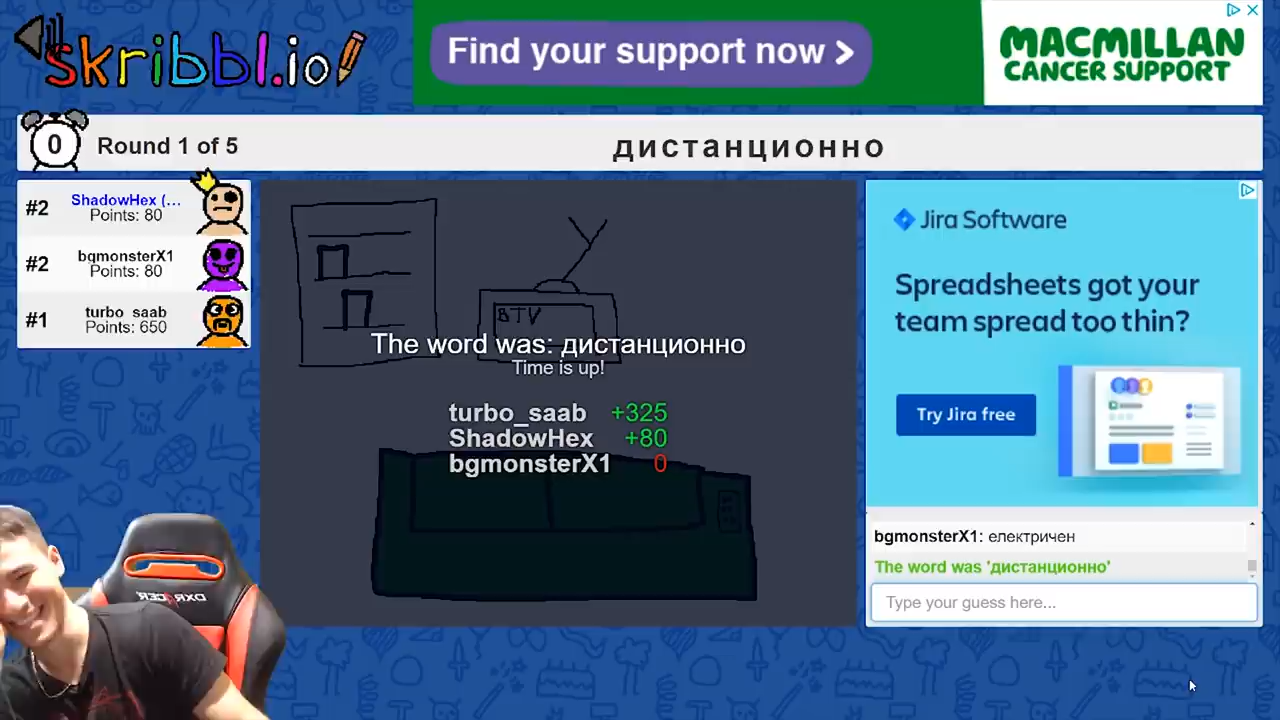 skribbl.io
Find your support now >
MACMILLAN
CANCER SUPPORT
0
Round 1 of 5
дистанционно
#2
ShadowHex (...
Points: 80
#2
bgmonsterX1
Points: 80
#1
turbo_saab
Points: 650
BTV
The word was: дистанционно
Time is up!
turbo_saab +325
ShadowHex +80
bgmonsterX1 0
Jira Software
Spreadsheets got your
team spread too thin?
Try Jira free
bgmonsterX1: електричен
The word was 'дистанционно'
Type your guess here...
DXRACER